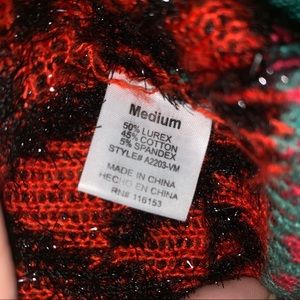 Medium
50% LUREX
45% COTTON
5% SPANDEX
STYLE# A2203-VM
MADE IN CHINA
HECHO EN CHINA
RN# 116153